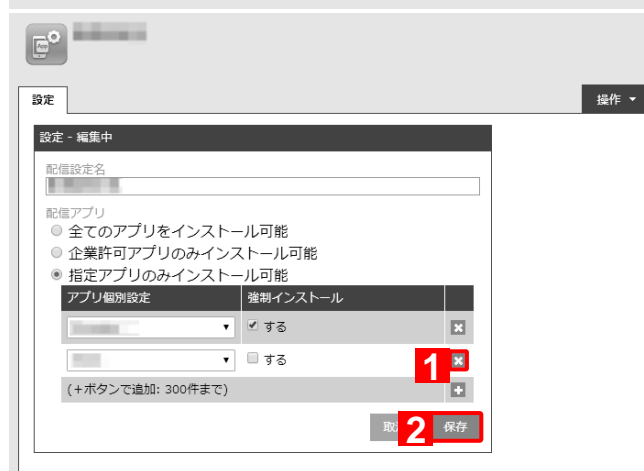 設定
操作 ▼
設定 - 編集中
配信設定名
配信アプリ
全てのアプリをインストール可能
企業許可アプリのみインストール可能
指定アプリのみインストール可能
アプリ個別設定 強制インストール
する
する
1
(+ボタンで追加: 300件まで)
2 保存